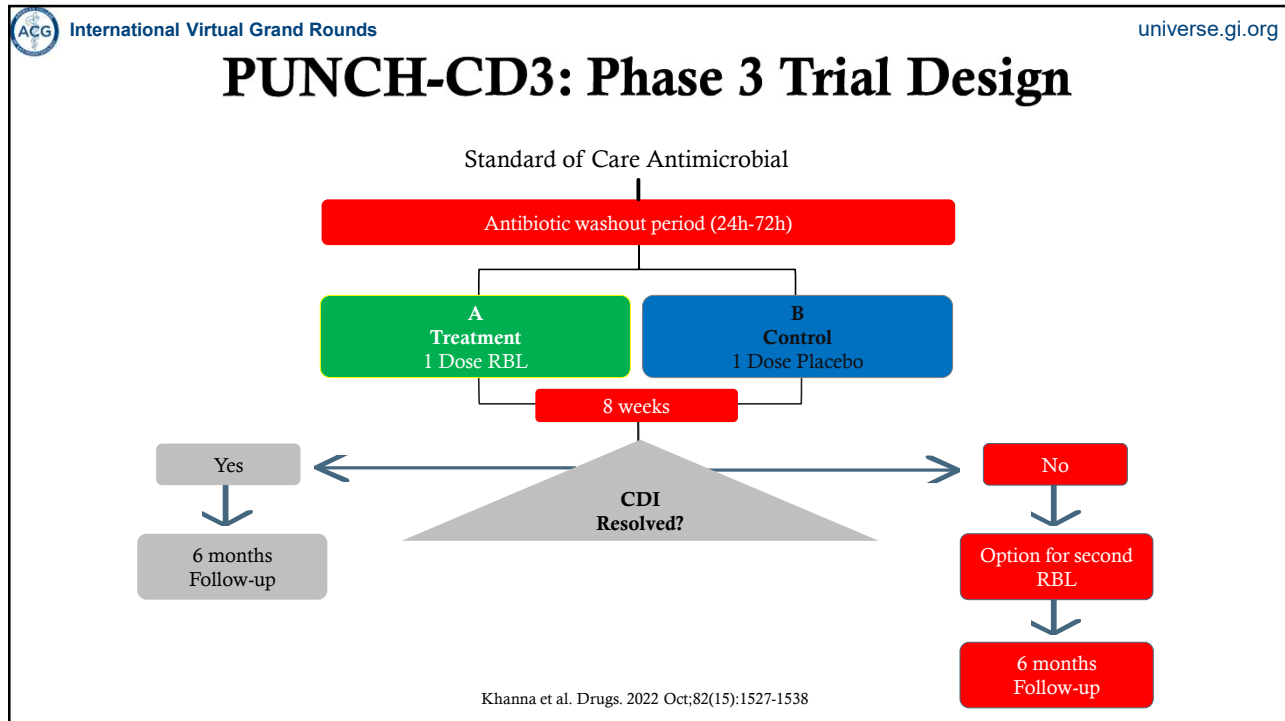 ACG
International Virtual Grand Rounds
universe.gi.org
PUNCH-CD3: Phase 3 Trial Design
Standard of Care Antimicrobial
Antibiotic washout period (24h-72h)
A
Treatment
1 Dose RBL
B
Control
1 Dose Placebo
8 weeks
Yes
No
CDI
Resolved?
6 months
Follow-up
Option for second
RBL
6 months
Follow-up
Khanna et al. Drugs. 2022 Oct;82(15):1527-1538